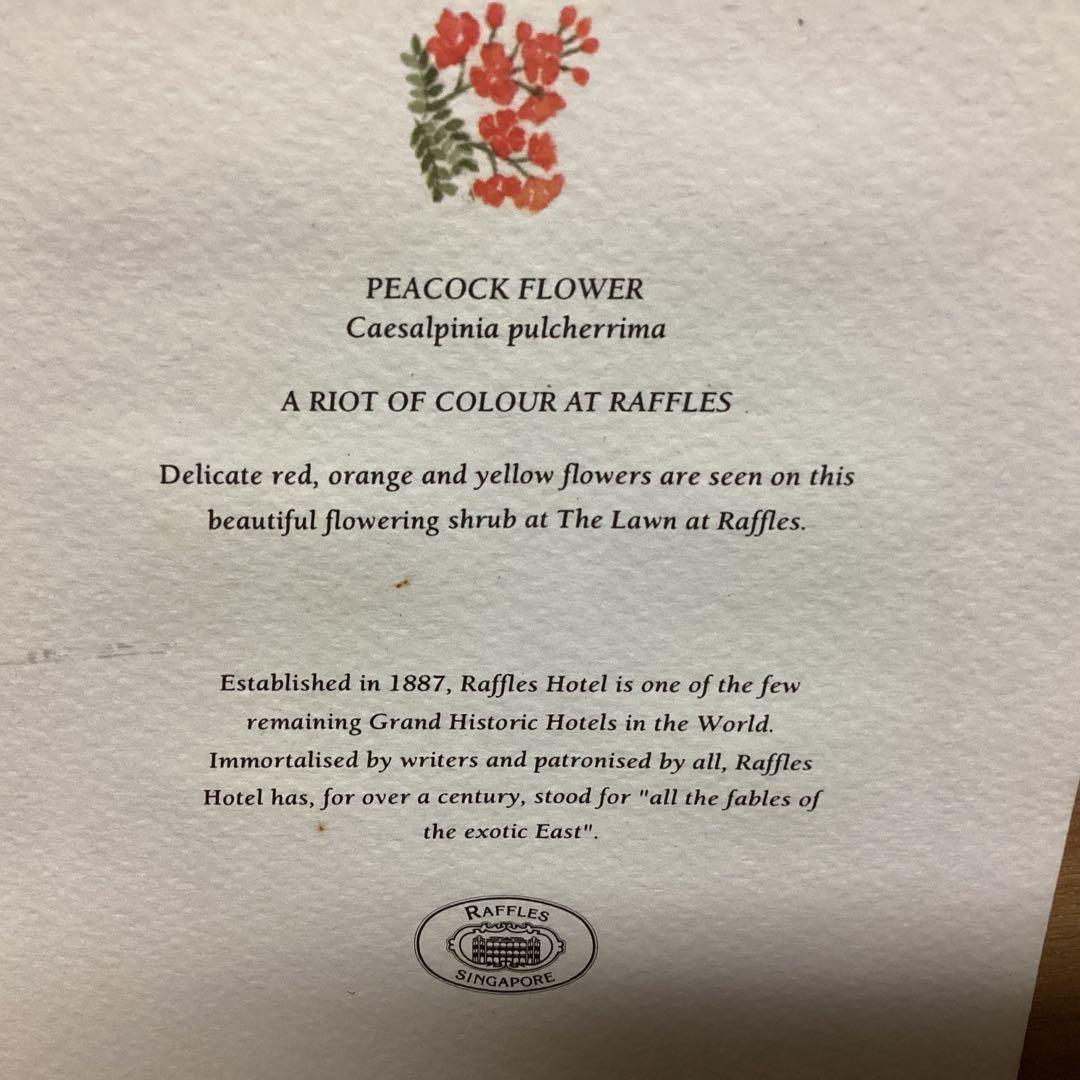 PEACOCK FLOWER
Caesalpinia pulcherrima
A RIOT OF COLOUR AT RAFFLES
Delicate red, orange and yellow flowers are seen on this
beautiful flowering shrub at The Lawn at Raffles.
Established in 1887, Raffles Hotel is one of the few
remaining Grand Historic Hotels in the World.
Immortalised by writers and patronised by all, Raffles
Hotel has, for over a century, stood for "all the fables of
the exotic East".
RAFFLES
SINGAPORE